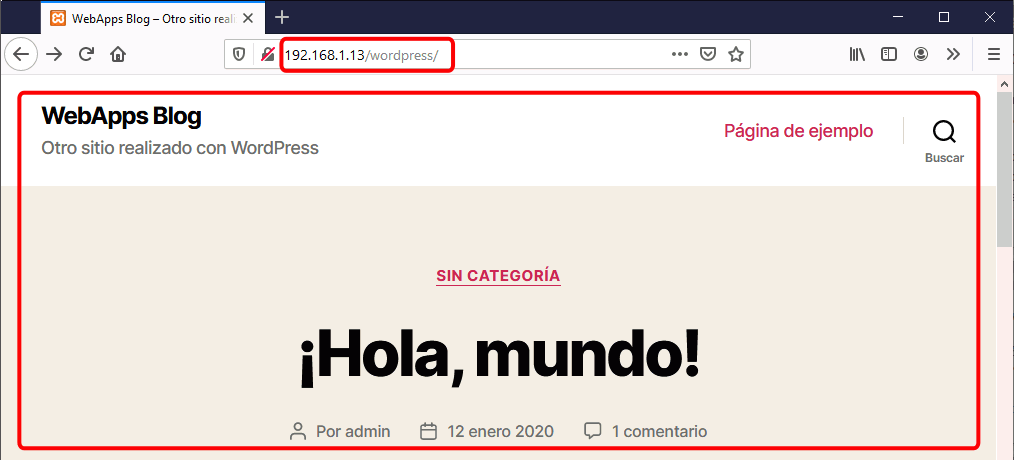 WebApps Blog – Otro sitio reali
192.168.1.13/wordpress/
WebApps Blog
Otro sitio realizado con WordPress
Página de ejemplo
Buscar
SIN CATEGORÍA
¡Hola, mundo!
Por admin 12 enero 2020 1 comentario